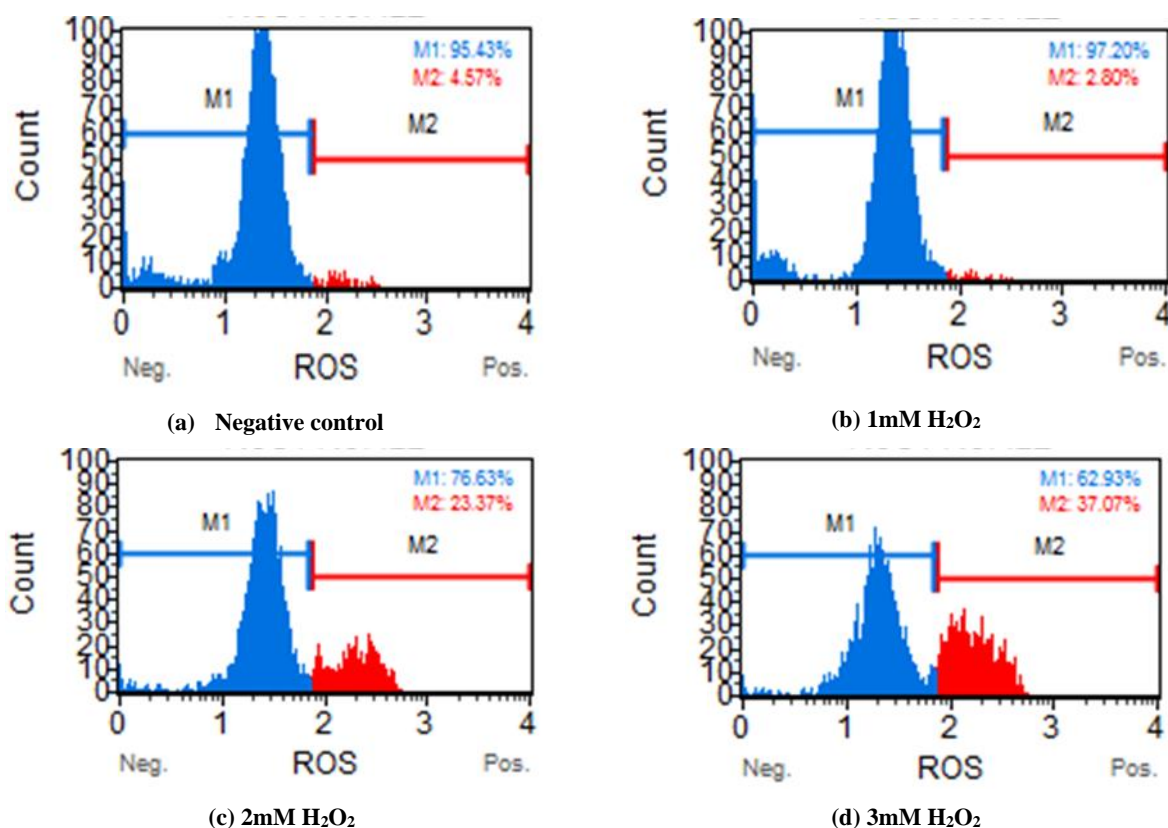 100
90
80
70
60
50
40
30
20
10
0
Count
M1: 95.43%
M2: 4.57%
M1
M2
0 1 2 3 4
Neg. ROS Pos.
(a) Negative control
100
90
80
70
60
50
40
30
20
10
0
Count
M1: 97.20%
M2: 2.80%
M1
M2
0 1 2 3 4
Neg. ROS Pos.
(b) 1mM H₂O₂
100
90
80
70
60
50
40
30
20
10
0
Count
M1: 76.63%
M2: 23.37%
M1
M2
0 1 2 3 4
Neg. ROS Pos.
(c) 2mM H₂O₂
100
90
80
70
60
50
40
30
20
10
0
Count
M1: 62.93%
M2: 37.07%
M1
M2
0 1 2 3 4
Neg. ROS Pos.
(d) 3mM H₂O₂